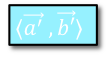 ⟨a⃗′ , b⃗′⟩